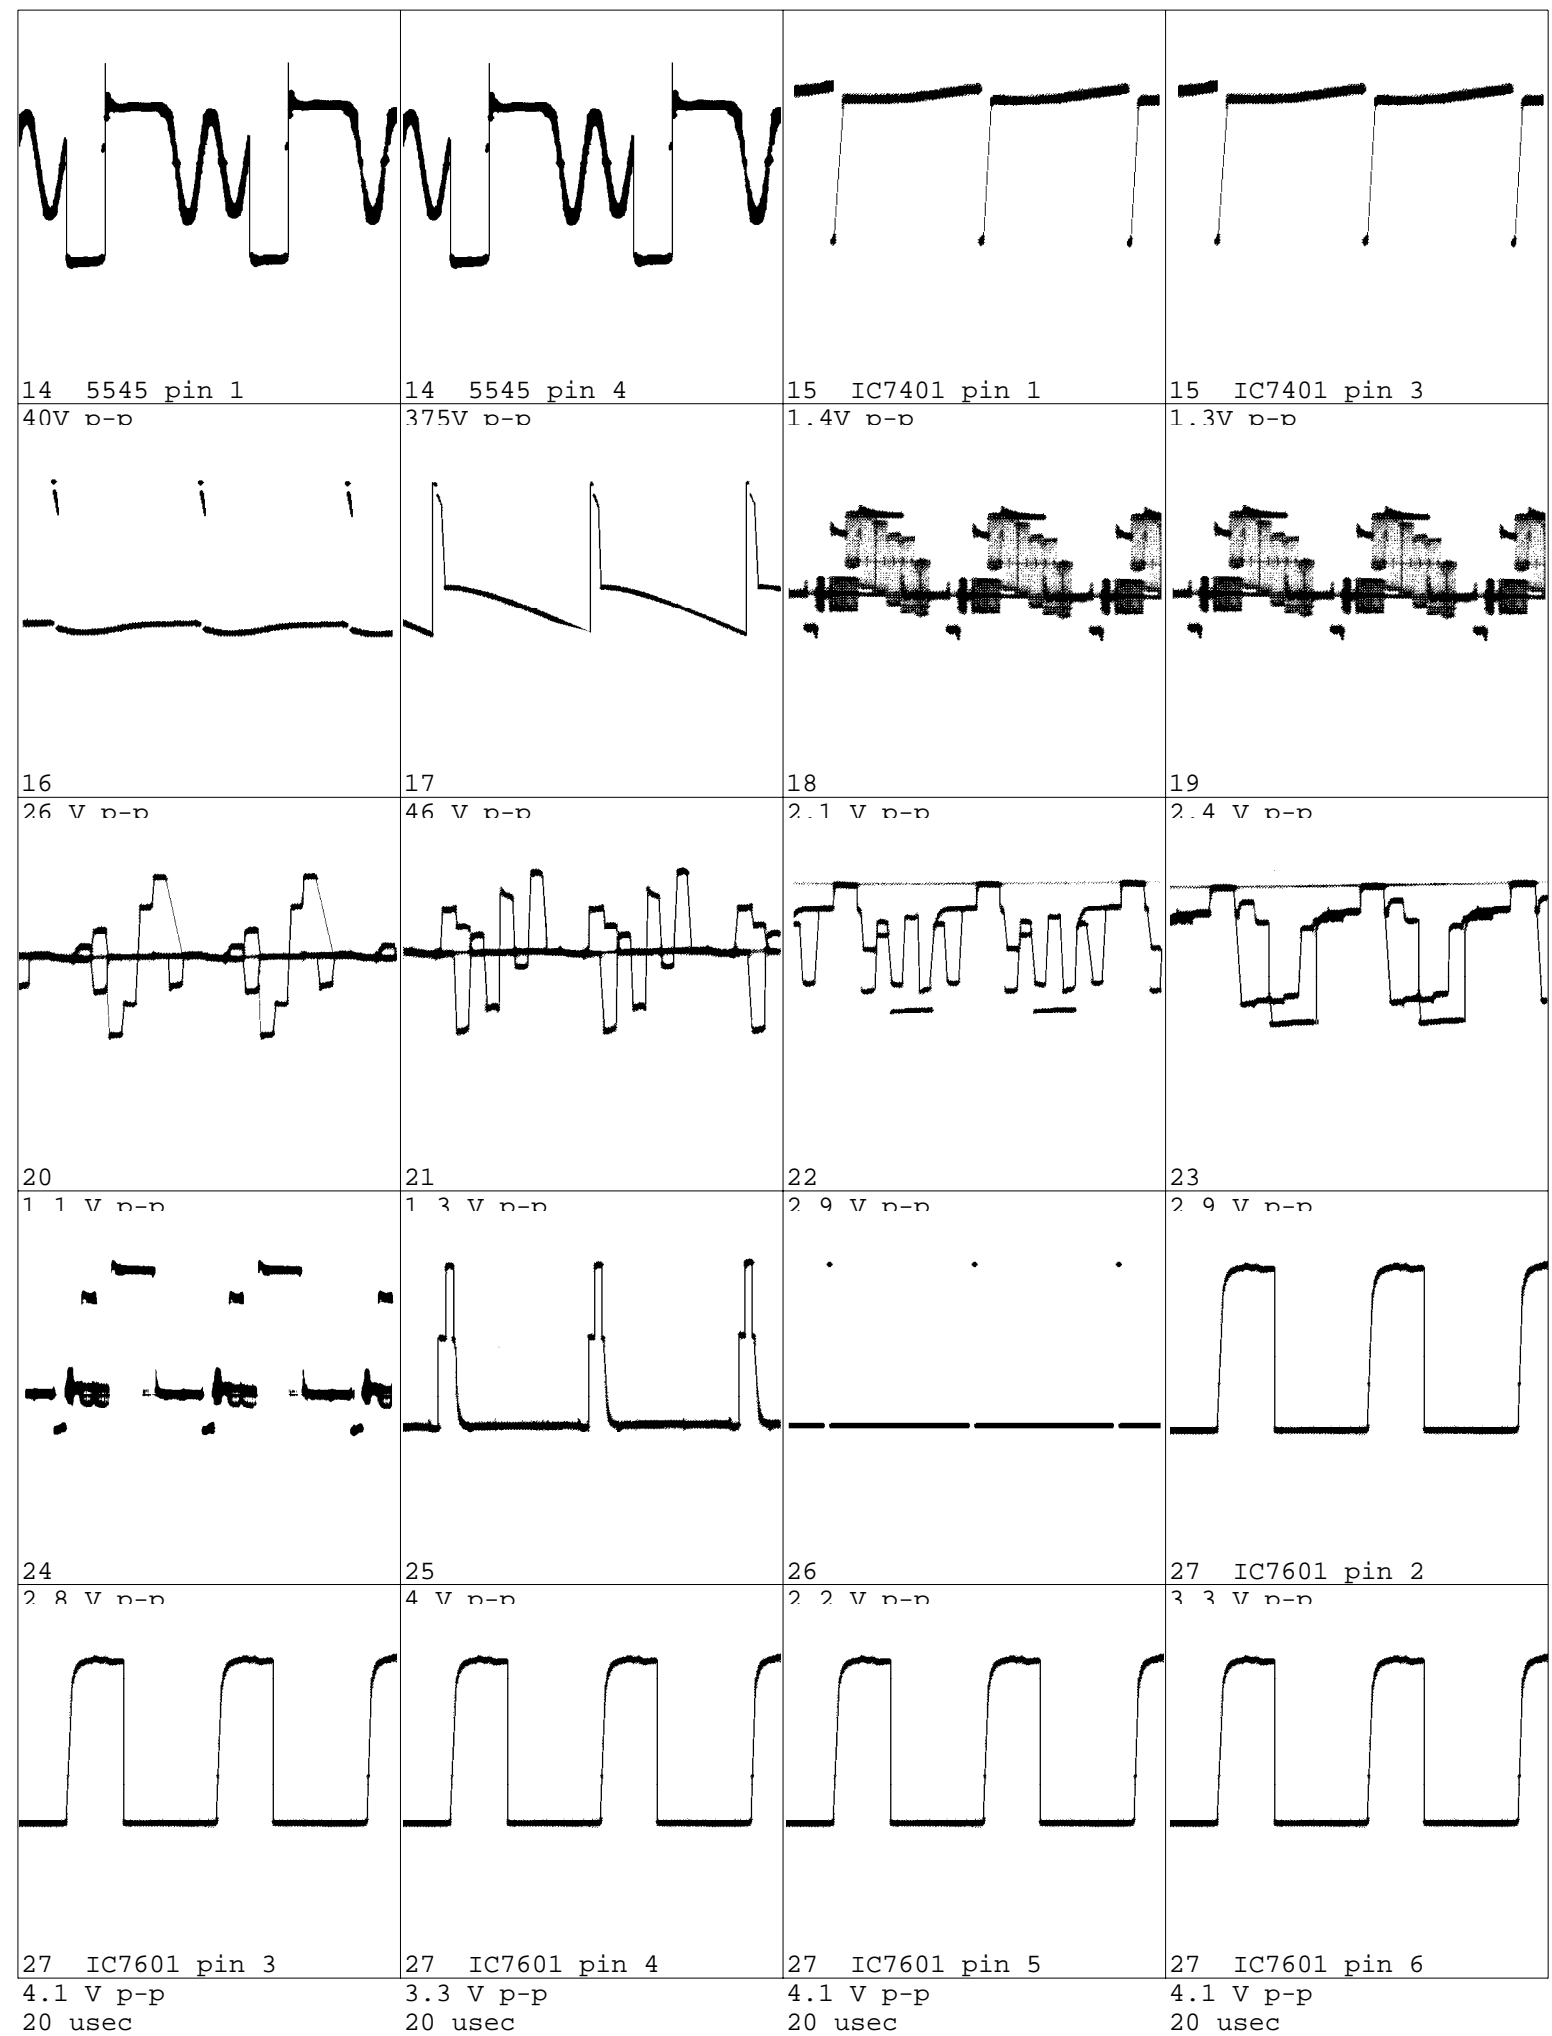 14 5545 pin 1
14 5545 pin 4
15 IC7401 pin 1
15 IC7401 pin 3
40V p-p
375V p-p
1.4V p-p
1.3V p-p
16
17
18
19
26 V p-p
46 V p-p
2.1 V p-p
2.4 V p-p
20
21
22
23
1.1 V p-p
1.3 V p-p
2.9 V p-p
2.9 V p-p
24
25
26
27 IC7601 pin 2
2.8 V p-p
4 V p-p
2.2 V p-p
3.3 V p-p
27 IC7601 pin 3
27 IC7601 pin 4
27 IC7601 pin 5
27 IC7601 pin 6
4.1 V p-p
3.3 V p-p
4.1 V p-p
4.1 V p-p
20 usec
20 usec
20 usec
20 usec